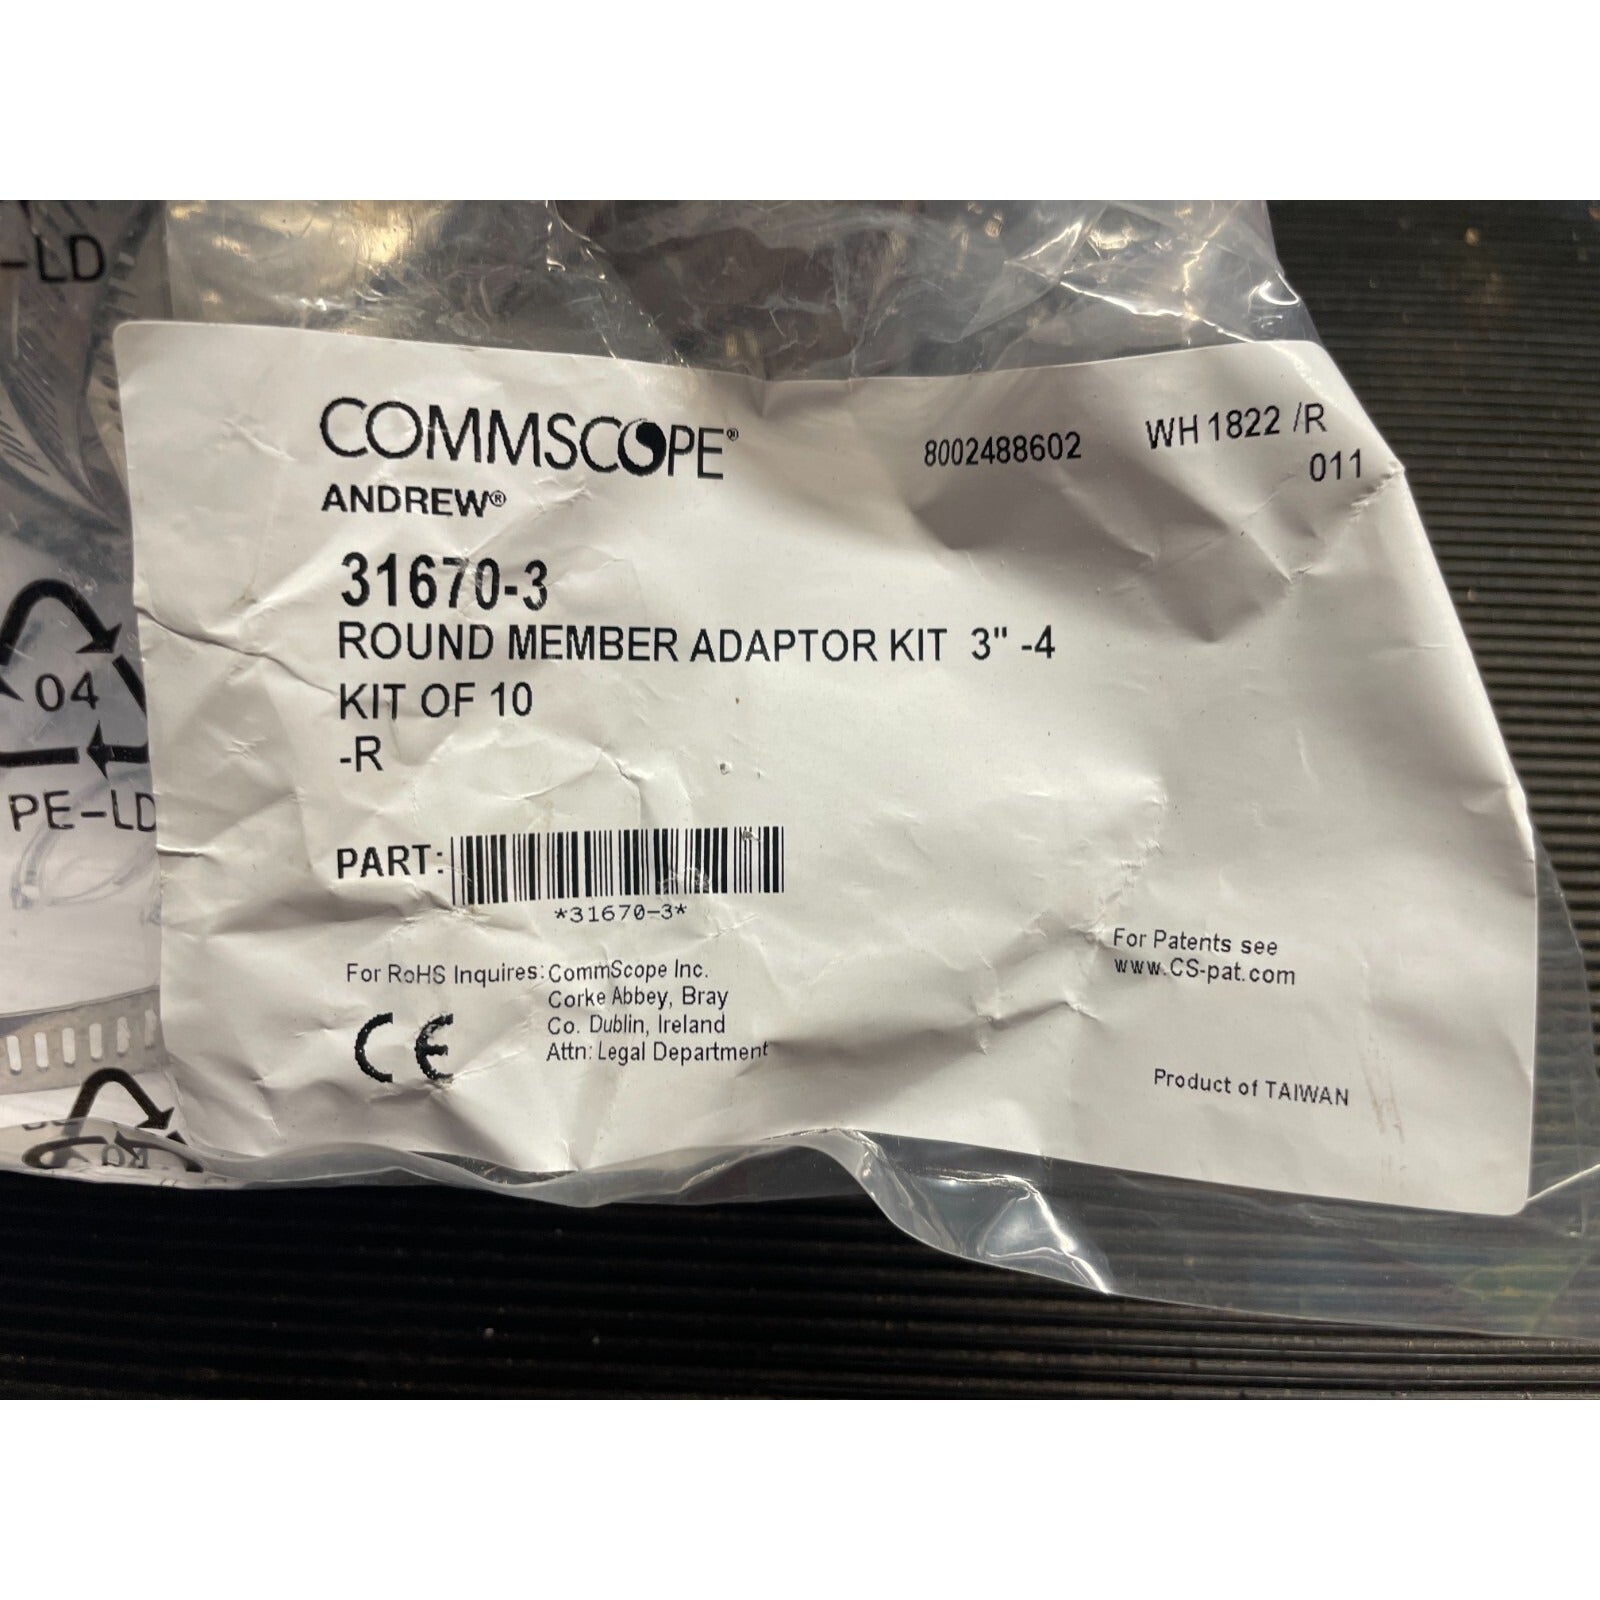 -LD
COMMSCOPE®
ANDREW®
8002488602
WH 1822 /R
011
31670-3
ROUND MEMBER ADAPTOR KIT 3" -4
KIT OF 10
-R
04
PE-LD
PART:
*31670-3*
For RoHS Inquires: CommScope Inc.
Corke Abbey, Bray
Co. Dublin, Ireland
Attn: Legal Department
CE
For Patents see
www.CS-pat.com
Product of TAIWAN